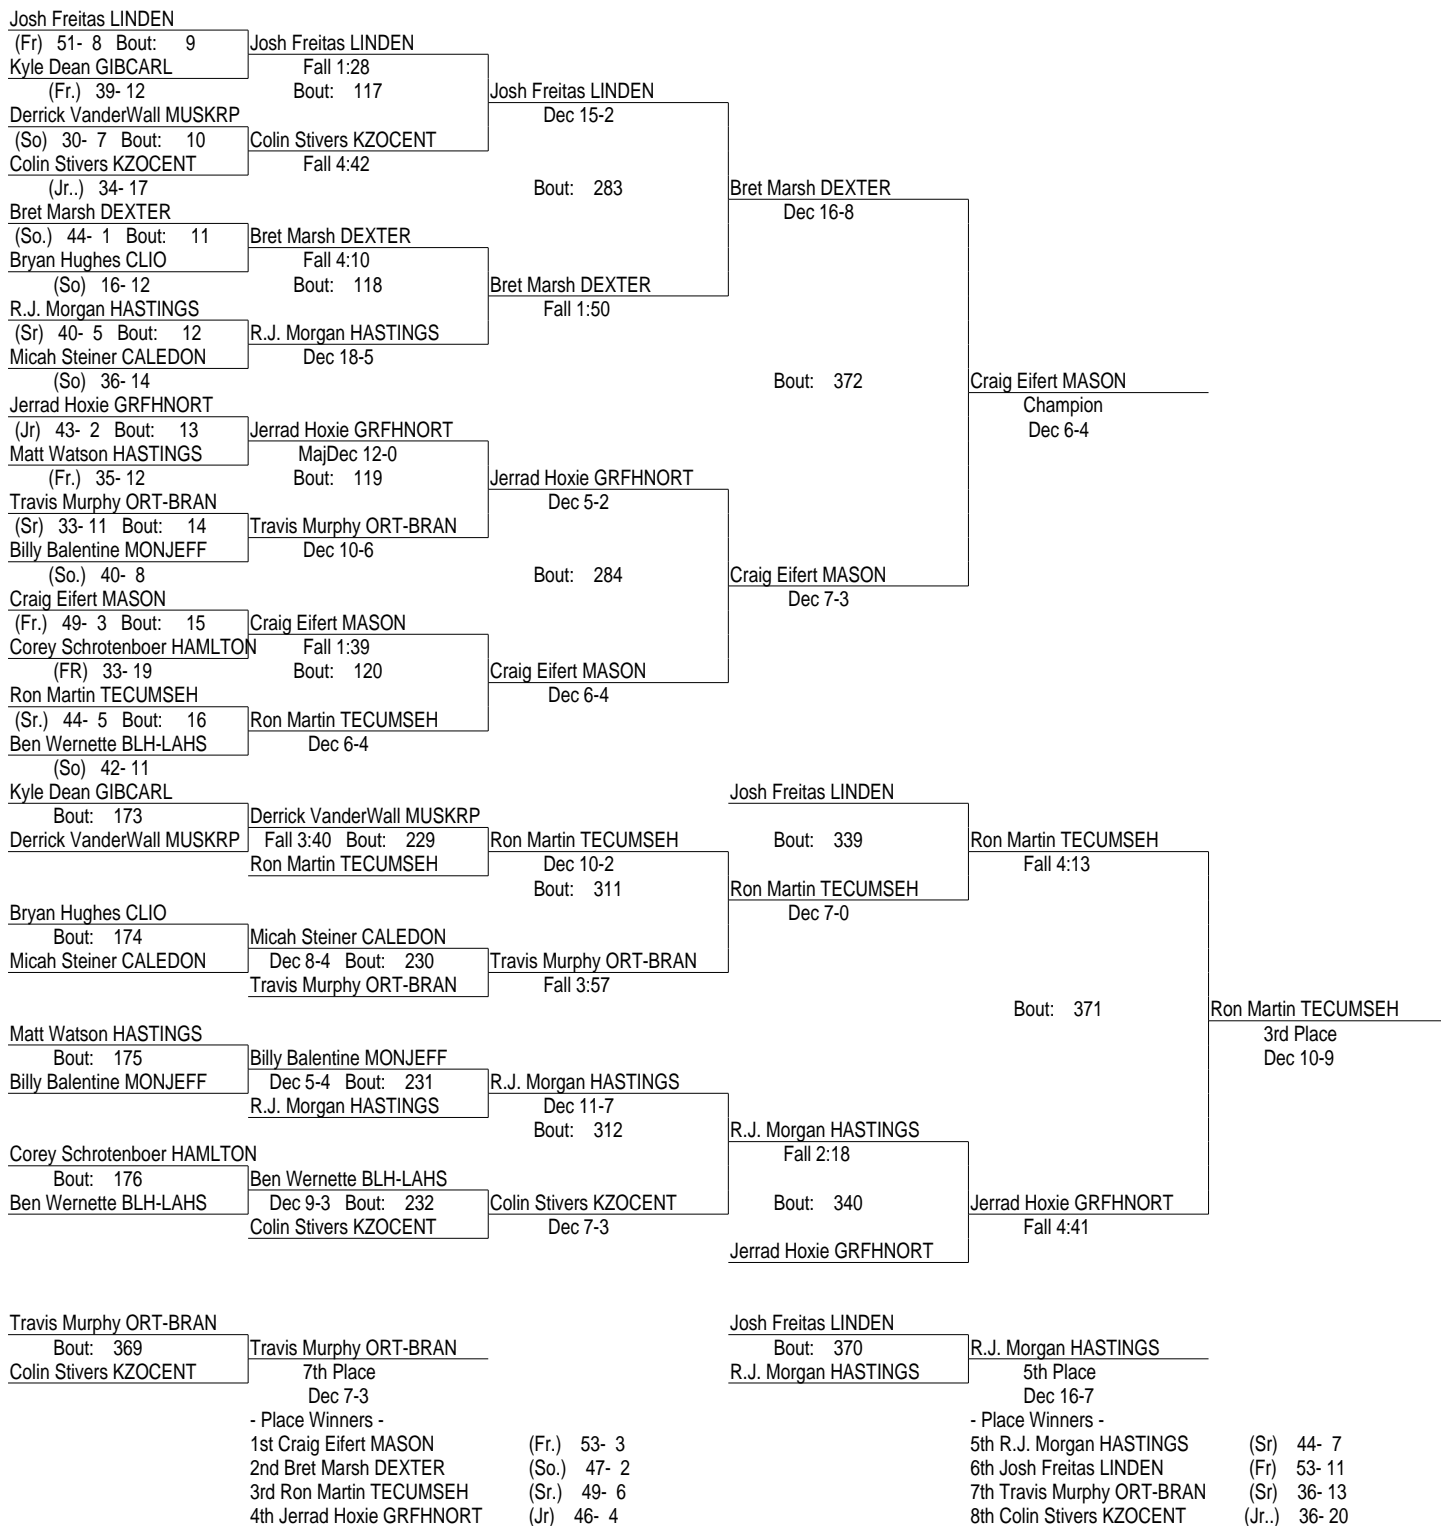 Josh Freitas LINDEN
(Fr) 51- 8 Bout: 9 Josh Freitas LINDEN
Kyle Dean GIBCARL Fall 1:28
(Fr.) 39- 12 Bout: 117 Josh Freitas LINDEN
Derrick VanderWall MUSKRP Dec 15-2
(So) 30- 7 Bout: 10 Colin Stivers KZOCENT
Colin Stivers KZOCENT Fall 4:42
(Jr..) 34- 17 Bout: 283 Bret Marsh DEXTER
Bret Marsh DEXTER Dec 16-8
(So.) 44- 1 Bout: 11 Bret Marsh DEXTER
Bryan Hughes CLIO Fall 4:10
(So) 16- 12 Bout: 118 Bret Marsh DEXTER
R.J. Morgan HASTINGS Fall 1:50
(Sr) 40- 5 Bout: 12 R.J. Morgan HASTINGS
Micah Steiner CALEDON Dec 18-5
(So) 36- 14 Bout: 372 Craig Eifert MASON
Jerrad Hoxie GRFHNORT Champion
(Jr) 43- 2 Bout: 13 Jerrad Hoxie GRFHNORT Dec 6-4
Matt Watson HASTINGS MajDec 12-0
(Fr.) 35- 12 Bout: 119 Jerrad Hoxie GRFHNORT
Travis Murphy ORT-BRAN Dec 5-2
(Sr) 33- 11 Bout: 14 Travis Murphy ORT-BRAN
Billy Balentine MONJEFF Dec 10-6
(So.) 40- 8 Bout: 284 Craig Eifert MASON
Craig Eifert MASON Dec 7-3
(Fr.) 49- 3 Bout: 15 Craig Eifert MASON
Corey Schrotenboer HAMLTON Fall 1:39
(FR) 33- 19 Bout: 120 Craig Eifert MASON
Ron Martin TECUMSEH Dec 6-4
(Sr.) 44- 5 Bout: 16 Ron Martin TECUMSEH
Ben Wernette BLH-LAHS Dec 6-4
(So) 42- 11
Kyle Dean GIBCARL Josh Freitas LINDEN
Bout: 173 Derrick VanderWall MUSKRP
Derrick VanderWall MUSKRP Fall 3:40 Bout: 229 Ron Martin TECUMSEH Bout: 339 Ron Martin TECUMSEH
Ron Martin TECUMSEH Dec 10-2 Fall 4:13
Bout: 311 Ron Martin TECUMSEH
Bryan Hughes CLIO Dec 7-0
Bout: 174 Micah Steiner CALEDON
Micah Steiner CALEDON Dec 8-4 Bout: 230 Travis Murphy ORT-BRAN
Travis Murphy ORT-BRAN Fall 3:57
Bout: 371 Ron Martin TECUMSEH
Matt Watson HASTINGS 3rd Place
Bout: 175 Billy Balentine MONJEFF Dec 10-9
Billy Balentine MONJEFF Dec 5-4 Bout: 231 R.J. Morgan HASTINGS
R.J. Morgan HASTINGS Dec 11-7
Bout: 312 R.J. Morgan HASTINGS
Corey Schrotenboer HAMLTON Fall 2:18
Bout: 176 Ben Wernette BLH-LAHS
Ben Wernette BLH-LAHS Dec 9-3 Bout: 232 Colin Stivers KZOCENT Bout: 340 Jerrad Hoxie GRFHNORT
Colin Stivers KZOCENT Dec 7-3 Fall 4:41
Jerrad Hoxie GRFHNORT
Travis Murphy ORT-BRAN Josh Freitas LINDEN
Bout: 369 Travis Murphy ORT-BRAN Bout: 370 R.J. Morgan HASTINGS
Colin Stivers KZOCENT 7th Place R.J. Morgan HASTINGS 5th Place
Dec 7-3 Dec 16-7
- Place Winners - - Place Winners -
1st Craig Eifert MASON (Fr.) 53- 3 5th R.J. Morgan HASTINGS (Sr) 44- 7
2nd Bret Marsh DEXTER (So.) 47- 2 6th Josh Freitas LINDEN (Fr) 53- 11
3rd Ron Martin TECUMSEH (Sr.) 49- 6 7th Travis Murphy ORT-BRAN (Sr) 36- 13
4th Jerrad Hoxie GRFHNORT (Jr) 46- 4 8th Colin Stivers KZOCENT (Jr..) 36- 20